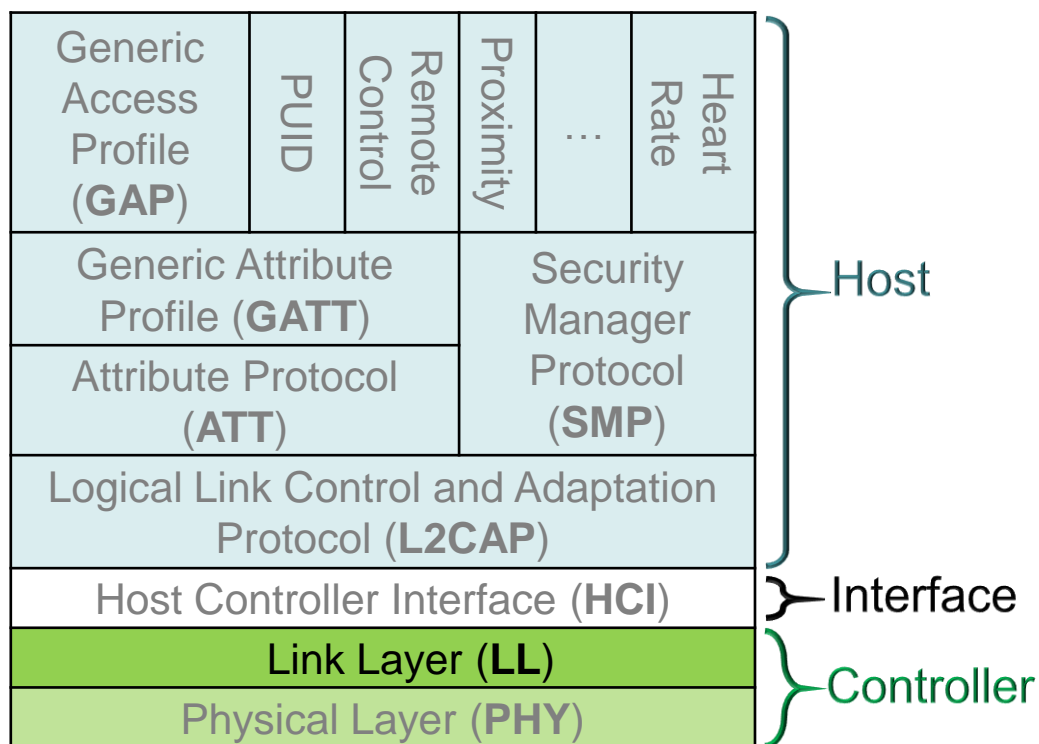 Generic
Access
Profile
(GAP)
PUID
Remote
Control
Proximity
...
Heart
Rate
Generic Attribute
Profile (GATT)
Security
Manager
Protocol
(SMP)
Attribute Protocol
(ATT)
Logical Link Control and Adaptation
Protocol (L2CAP)
Host Controller Interface (HCI)
Link Layer (LL)
Physical Layer (PHY)
Host
Interface
Controller